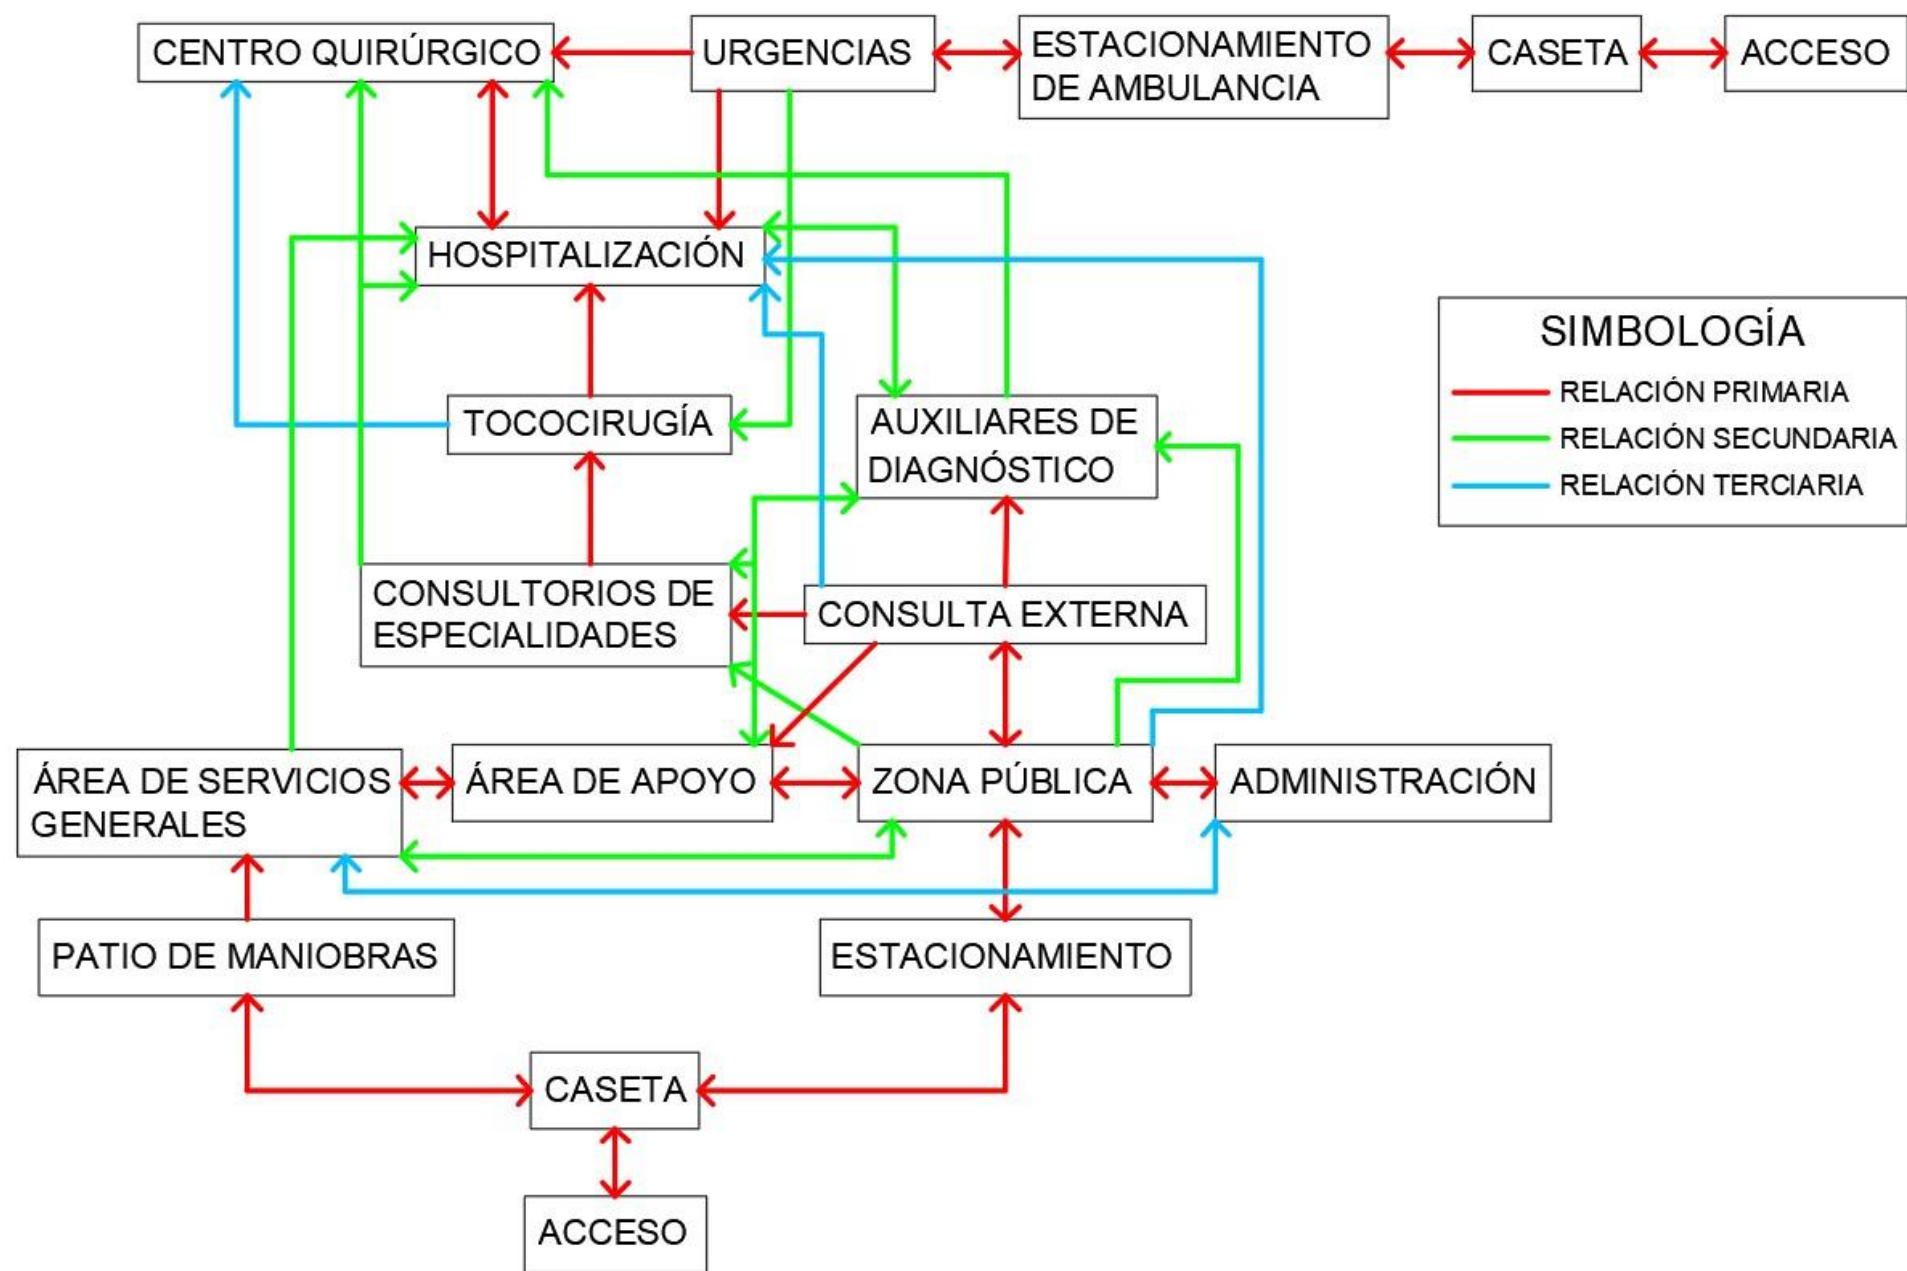 CENTRO QUIRÚRGICO
URGENCIAS
ESTACIONAMIENTO
DE AMBULANCIA
CASETA
ACCESO
HOSPITALIZACIÓN
SIMBOLOGÍA
RELACIÓN PRIMARIA
RELACIÓN SECUNDARIA
RELACIÓN TERCIARIA
TOCOCIRUGÍA
AUXILIARES DE
DIAGNÓSTICO
CONSULTORIOS DE
ESPECIALIDADES
CONSULTA EXTERNA
ÁREA DE SERVICIOS
GENERALES
ÁREA DE APOYO
ZONA PÚBLICA
ADMINISTRACIÓN
PATIO DE MANIOBRAS
ESTACIONAMIENTO
CASETA
ACCESO